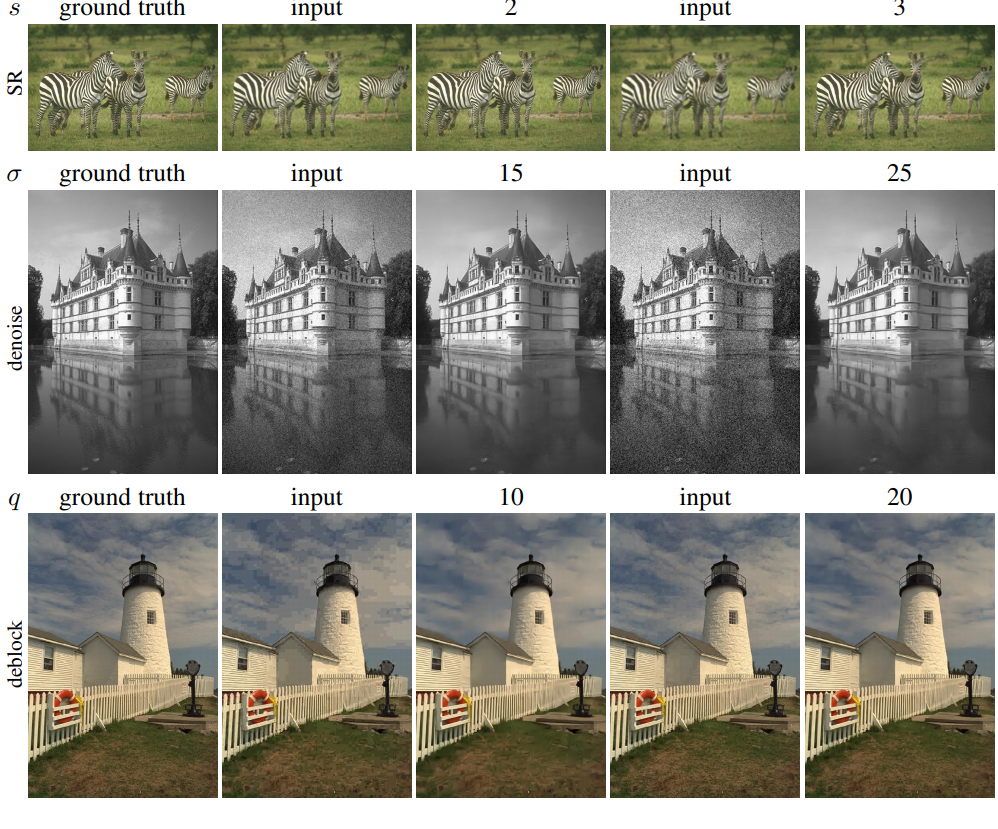 s ground truth input 2 input 3
SR
σ ground truth input 15 input 25
denoise
q ground truth input 10 input 20
deblock